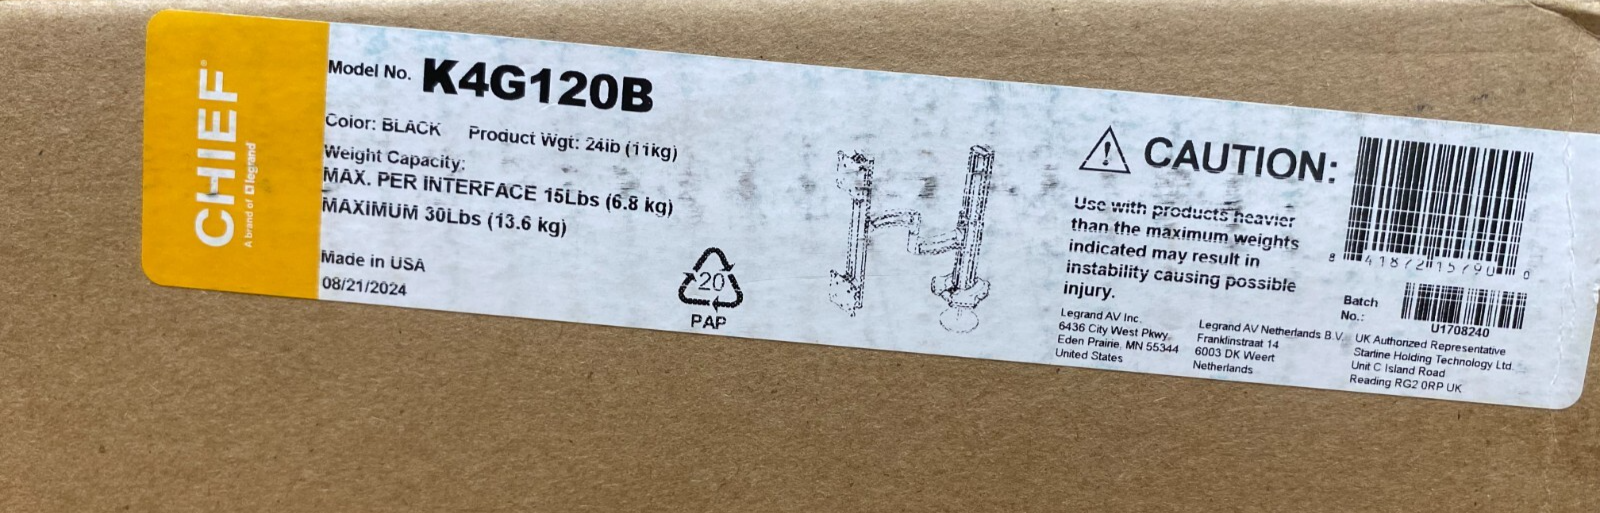 CHIEF
A brand of legrand
Model No. K4G120B
Color: BLACK Product Wgt: 24lb (11kg)
Weight Capacity:
MAX. PER INTERFACE 15Lbs (6.8 kg)
MAXIMUM 30Lbs (13.6 kg)
Made in USA
08/21/2024
20
PAP
CAUTION:
Use with products heavier
than the maximum weights
indicated may result in
instability causing possible
injury.
Legrand AV Inc.
6436 City West Pkwy
Eden Prairie, MN 55344
United States
Legrand AV Netherlands B.V.
Franklinstraat 14
6003 DK Weert
Netherlands
8 41872 15790 0
Batch
No.:
U1708240
UK Authorized Representative
Starline Holding Technology Ltd.
Unit C Island Road
Reading RG2 0RP UK